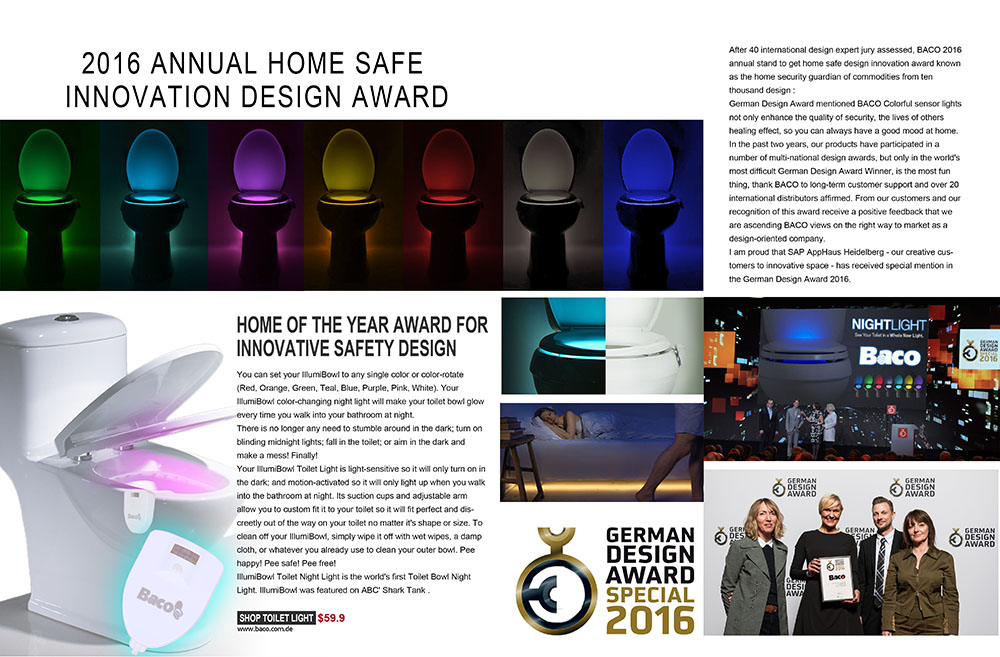 2016 ANNUAL HOME SAFE
INNOVATION DESIGN AWARD
After 40 international design expert jury assessed, BACO 2016
annual stand to get home safe design innovation award known
as the home security guardian of commodities from ten
thousand design :
German Design Award mentioned BACO Colorful sensor lights
not only enhance the quality of security, the lives of others
healing effect, so you can always have a good mood at home.
In the past two years, our products have participated in a
number of multi-national design awards, but only in the world's
most difficult German Design Award Winner, is the most fun
thing, thank BACO to long-term customer support and over 20
international distributors affirmed. From our customers and our
recognition of this award receive a positive feedback that we
are ascending BACO views on the right way to market as a
design-oriented company.
I am proud that SAP AppHaus Heidelberg - our creative cus-
tomers to innovative space - has received special mention in
the German Design Award 2016.
HOME OF THE YEAR AWARD FOR
INNOVATIVE SAFETY DESIGN
You can set your IllumiBowl to any single color or color-rotate
(Red, Orange, Green, Teal, Blue, Purple, Pink, White). Your
IllumiBowl color-changing night light will make your toilet bowl glow
every time you walk into your bathroom at night.
There is no longer any need to stumble around in the dark; turn on
blinding midnight lights; fall in the toilet; or aim in the dark and
make a mess! Finally!
Your IllumiBowl Toilet Light is light-sensitive so it will only turn on in
the dark; and motion-activated so it will only light up when you walk
into the bathroom at night. Its suction cups and adjustable arm
allow you to custom fit it to your toilet so it will fit perfect and dis-
creetly out of the way on your toilet no matter it's shape or size. To
clean off your IllumiBowl, simply wipe it off with wet wipes, a damp
cloth, or whatever you already use to clean your outer bowl. Pee
happy! Pee safe! Pee free!
IllumiBowl Toilet Night Light is the world's first Toilet Bowl Night
Light. IllumiBowl was featured on ABC' Shark Tank .
SHOP TOILET LIGHT $59.9
www.baco.com.de
Baco
Baco
NIGHTLIGHT
See Your Toilet in a Whole New Light.
Baco
GERMAN
DESIGN
AWARD
SPECIAL
2016
GERMAN
DESIGN
AWARD
SPECIAL
2016
GERMAN
DESIGN
AWARD
GERMAN
DESIGN
AWARD
Baco